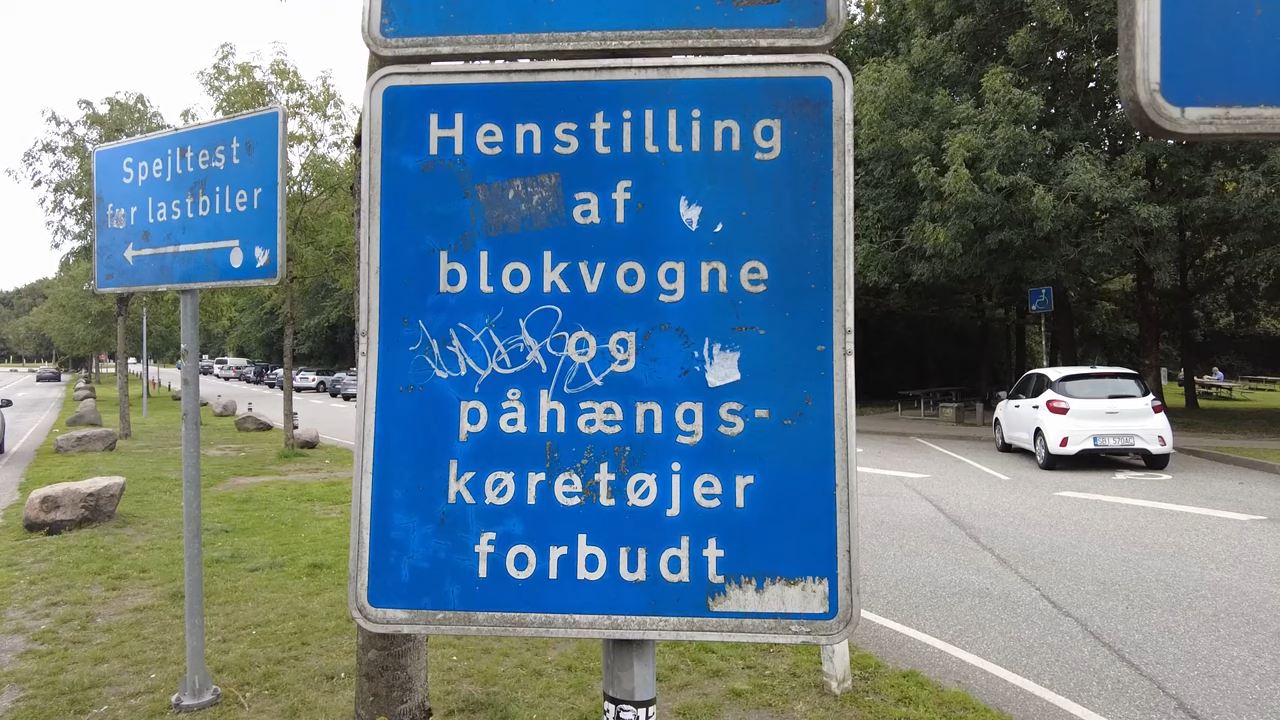 Spejltest
for lastbiler
Henstilling
af
blokvogne
og
påhængs-
køretøjer
forbudt